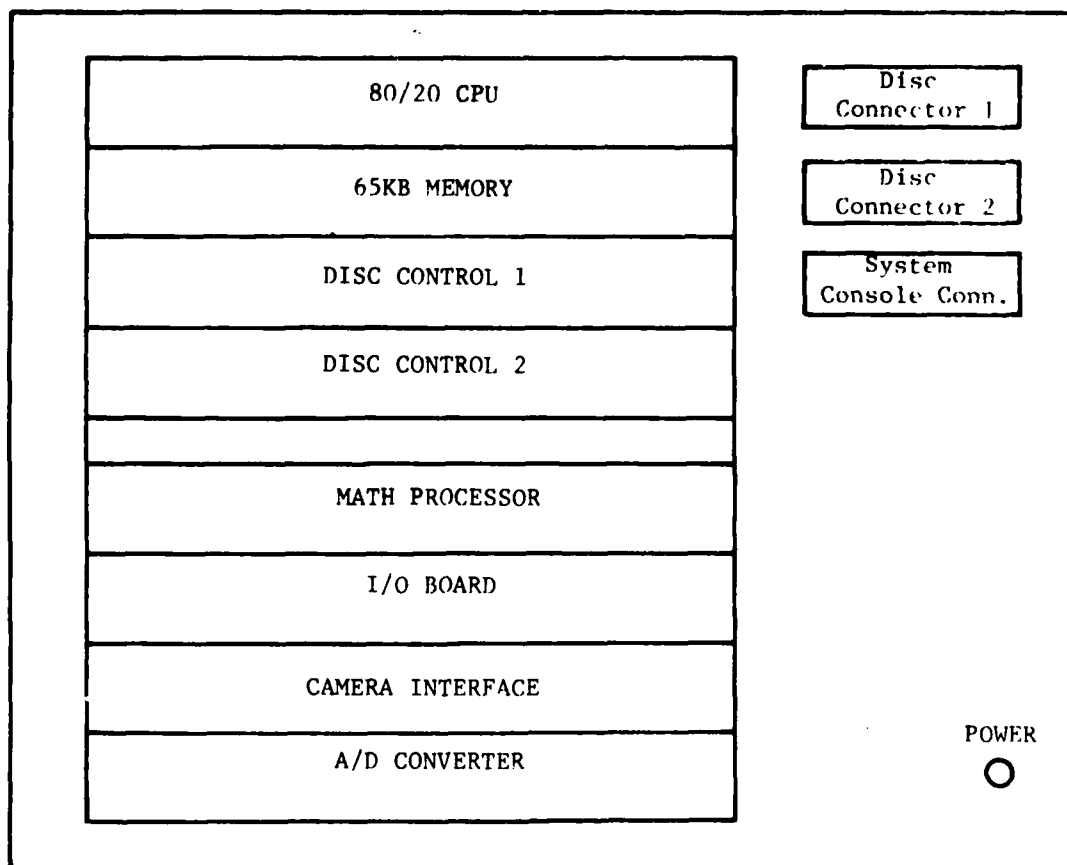 80/20 CPU
65KB MEMORY
DISC CONTROL 1
DISC CONTROL 2
MATH PROCESSOR
I/O BOARD
CAMERA INTERFACE
A/D CONVERTER
Disc
Connector 1
Disc
Connector 2
System
Console Conn.
POWER